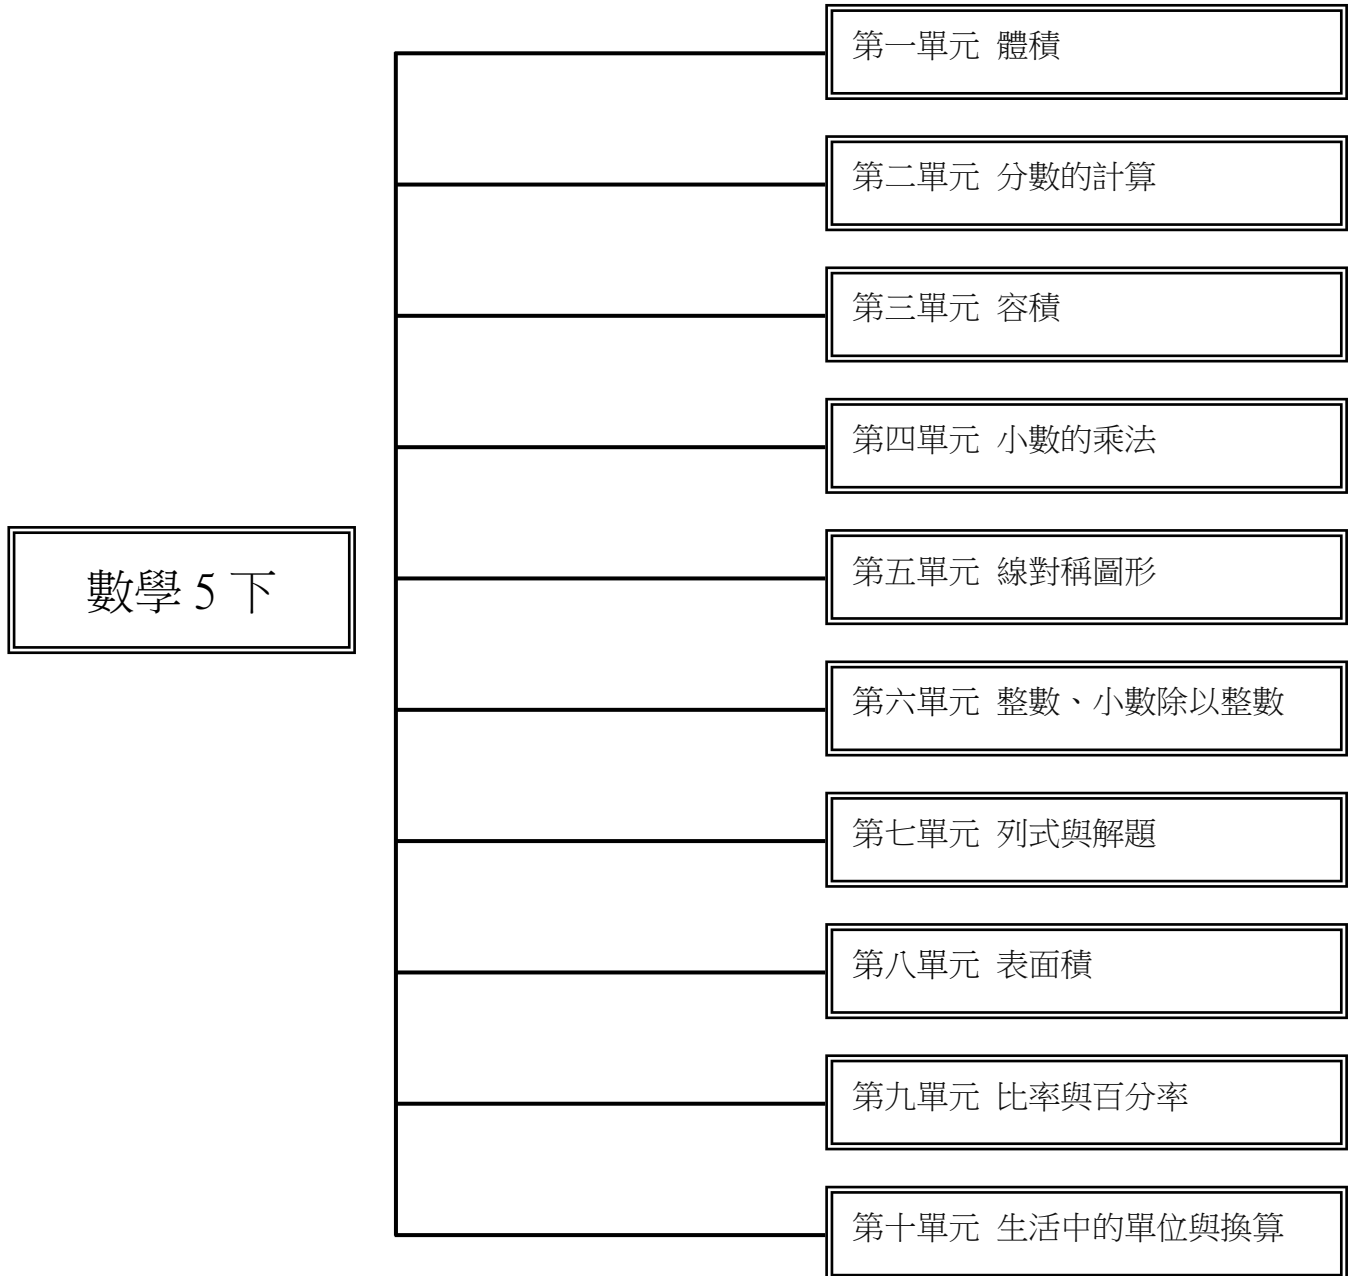 第一單元 體積
第二單元 分數的計算
第三單元 容積
第四單元 小數的乘法
數學 5 下
第五單元 線對稱圖形
第六單元 整數、小數除以整數
第七單元 列式與解題
第八單元 表面積
第九單元 比率與百分率
第十單元 生活中的單位與換算